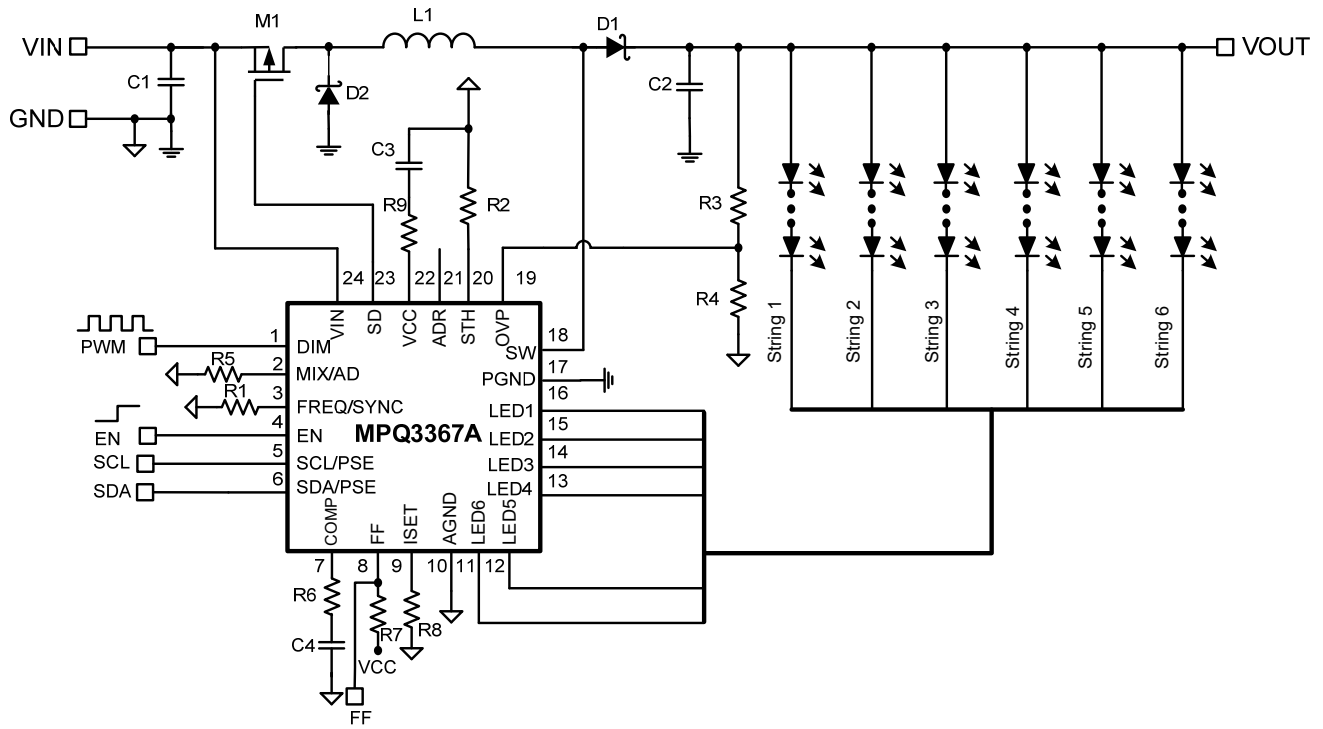 M1
L1
D1
VIN
VOUT
C1
D2
C2
GND
C3
R9
R2
R3
24
23
22
21
20
19
R4
VIN
SD
VCC
ADR
STH
OVP
String 1
String 2
String 3
String 4
String 5
String 6
PWM
1
DIM
18
SW
R5
2
MIX/AD
17
PGND
R1
3
FREQ/SYNC
16
LED1
EN
4
EN
MPQ3367A
15
LED2
SCL
5
SCL/PSE
14
LED3
SDA
6
SDA/PSE
13
LED4
COMP
FF
ISET
AGND
LED6
LED5
7
8
9
10
11
12
R6
R7
R8
C4
VCC
FF